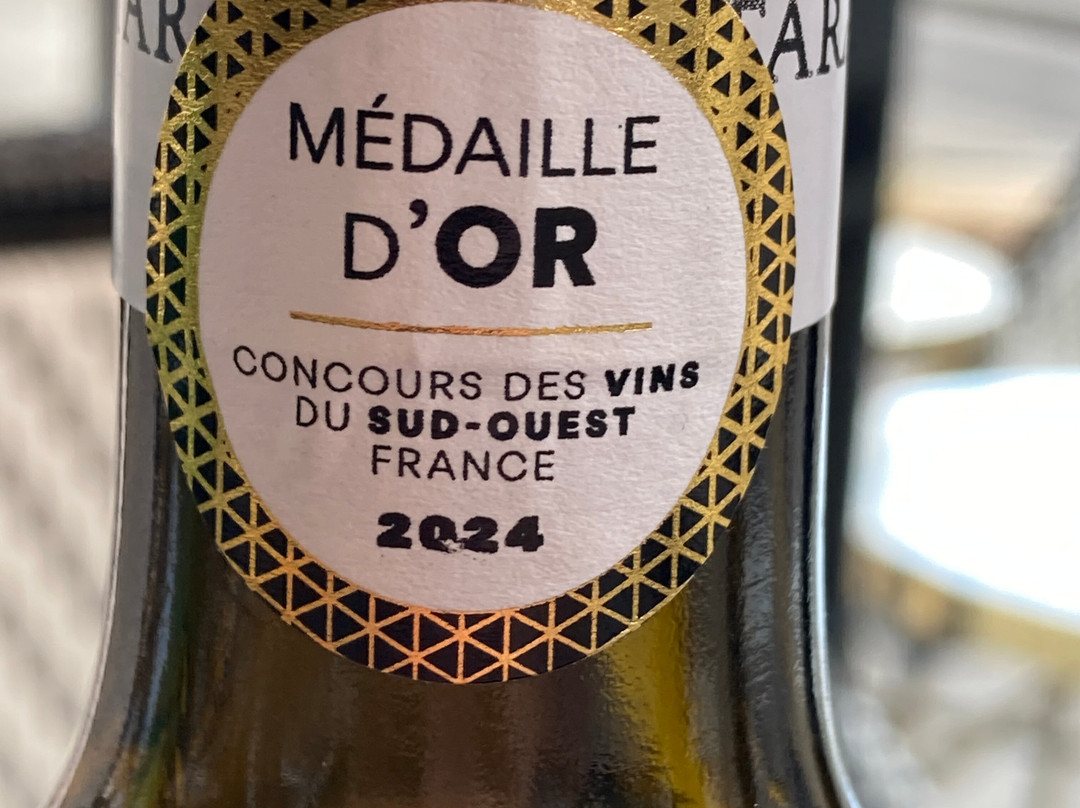 MÉDAILLE
D'OR
CONCOURS DES VINS
DU SUD-OUEST
FRANCE
2024